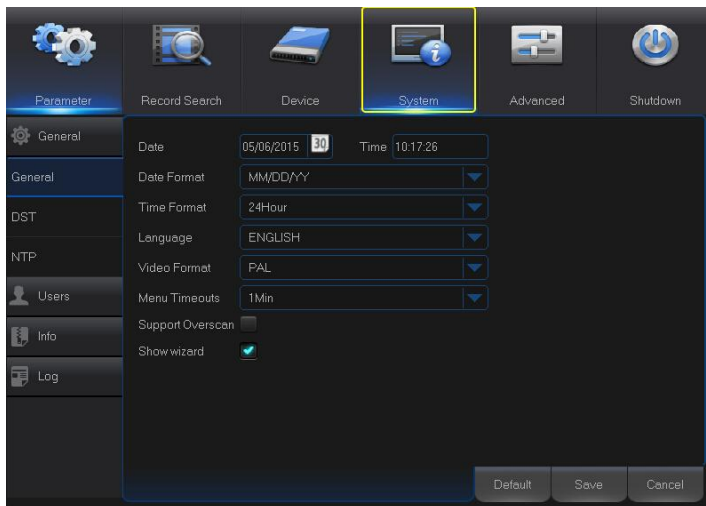 Parameter
Record Search
Device
System
Advanced
Shutdown
General
General
DST
NTP
Users
Info
Log
Date 05/06/2015 30 Time 10:17:26
Date Format MM/DD/YY
Time Format 24Hour
Language ENGLISH
Video Format PAL
Menu Timeouts 1Min
Support Overscan
Show wizard
Default Save Cancel